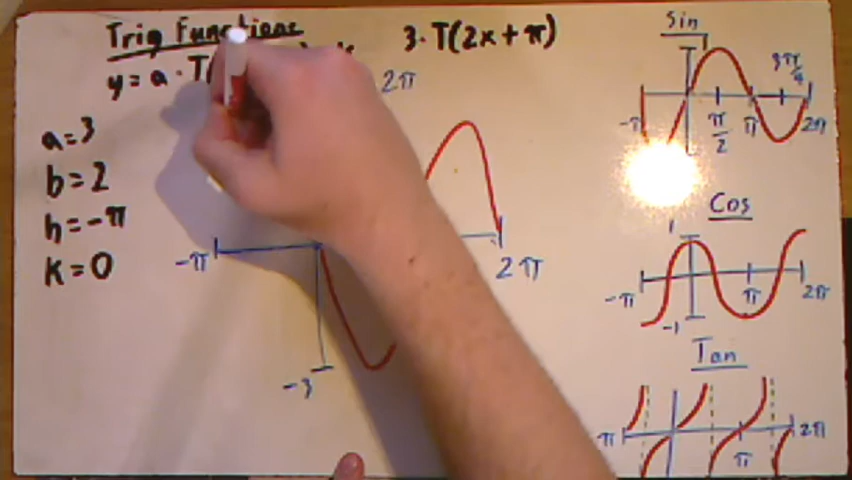 Trig Functions
y = a · T(
3 · T(2x + π)
a = 3
b = 2
h = -π
k = 0
2π
-π
2π
-3
Sin
1
3π/4
-π
π/2
π
2π
Cos
1
-π
π
2π
-1
Tan
π
π
2π